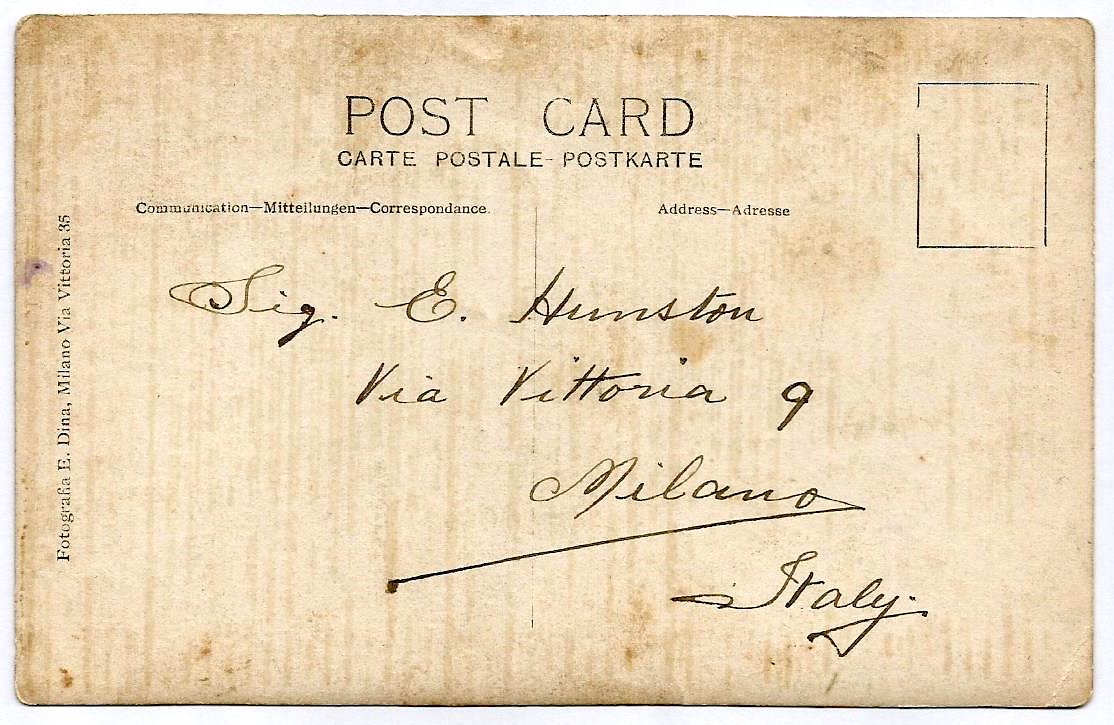 POST CARD
CARTE POSTALE-POSTKARTE
Communication—Mitteilungen—Correspondance.
Address—Adresse
Fotografia E. Dina, Milano Via Vittoria 35
Sig. E. Hunston
Via Vittoria 9
Milano
Italy.